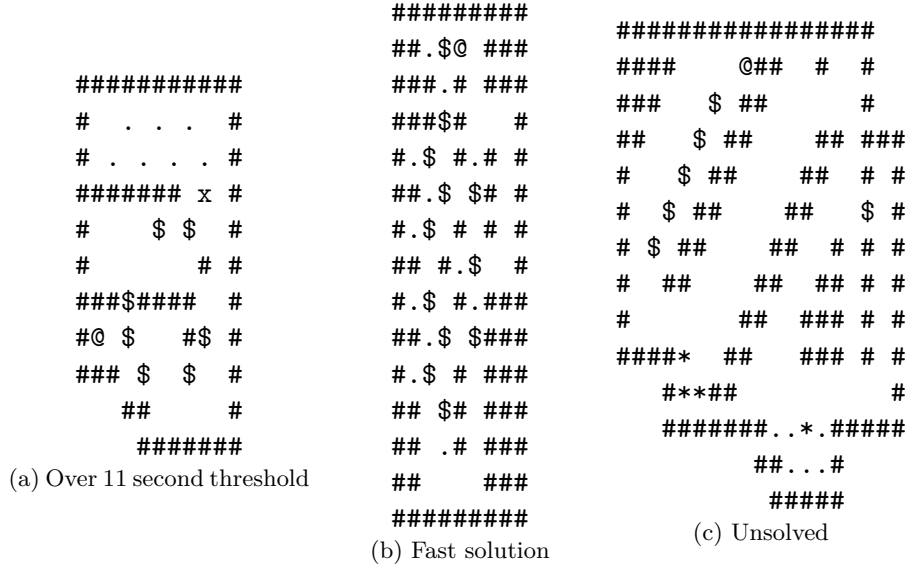 ###########
#  . . .  #
# . . . . #
####### x #
#    $ $  #
#       # #
###$####  #
#@ $   #$ #
### $  $  #
   ##     #
    #######
(a) Over 11 second threshold
#########
##.$@ ###
###.# ###
###$#   #
#.$ #.# #
##.$ $# #
#.$ # # #
## #.$  #
#.$ #.###
##.$ $###
#.$ # ###
## $# ###
## .# ###
##    ###
#########
(b) Fast solution
#################
####    @##  #  #
###   $ ##      #
##   $ ##    ## ###
#   $ ##    ##  # #
#  $ ##    ##   $ #
# $ ##    ##  # # #
#  ##    ##  ## # #
#       ##  ### # #
####*  ##   ### # #
   #**##          #
   #######..*.#####
         ##...#
          #####
(c) Unsolved